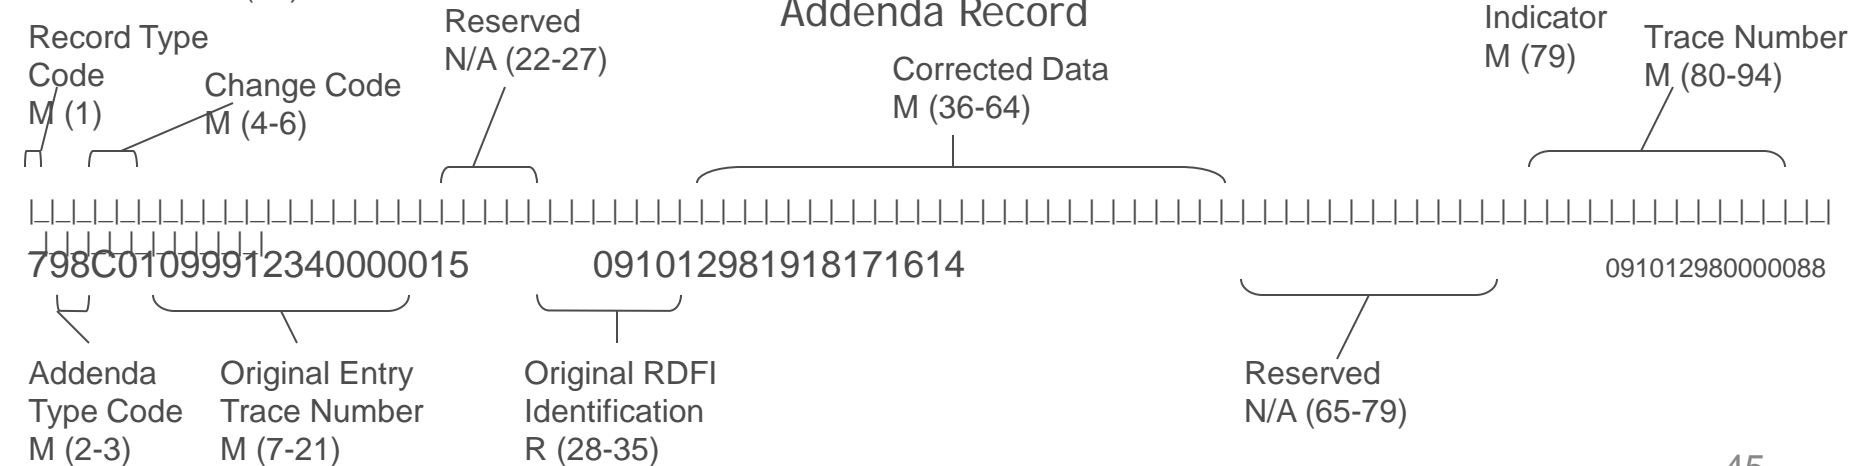 Addenda Record
Record Type
Code
M (1)
Change Code
M (4-6)
Reserved
N/A (22-27)
Corrected Data
M (36-64)
Indicator
M (79)
Trace Number
M (80-94)
798C01099912340000015 091012981918171614 091012980000088
Addenda
Type Code
M (2-3)
Original Entry
Trace Number
M (7-21)
Original RDFI
Identification
R (28-35)
Reserved
N/A (65-79)
45